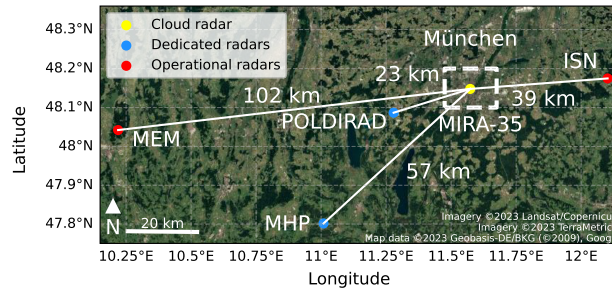 48.3°N
48.2°N
48.1°N
48°N
47.9°N
47.8°N
Latitude
Cloud radar
Dedicated radars
Operational radars
München
ISN
23 km
102 km
39 km
POLDIRAD
MIRA-35
MEM
57 km
MHP
N
20 km
Imagery ©2023 Landsat/Copernicu
Imagery ©2023 TerraMetric
Map data ©2023 Geobasis-DE/BKG (©2009), Goog
10.25°E 10.5°E 10.75°E 11°E 11.25°E 11.5°E 11.75°E 12°E
Longitude